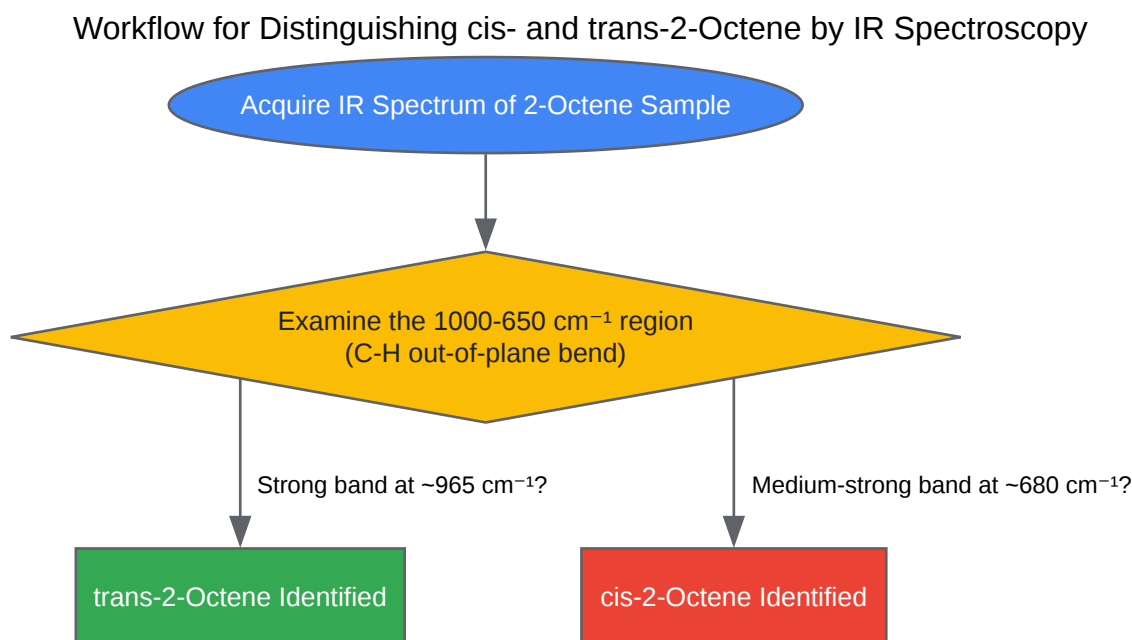 Workflow for Distinguishing cis- and trans-2-Octene by IR Spectroscopy
Acquire IR Spectrum of 2-Octene Sample
Examine the 1000-650 cm⁻¹ region
(C-H out-of-plane bend)
Strong band at ~965 cm⁻¹?
Medium-strong band at ~680 cm⁻¹?
trans-2-Octene Identified
cis-2-Octene Identified